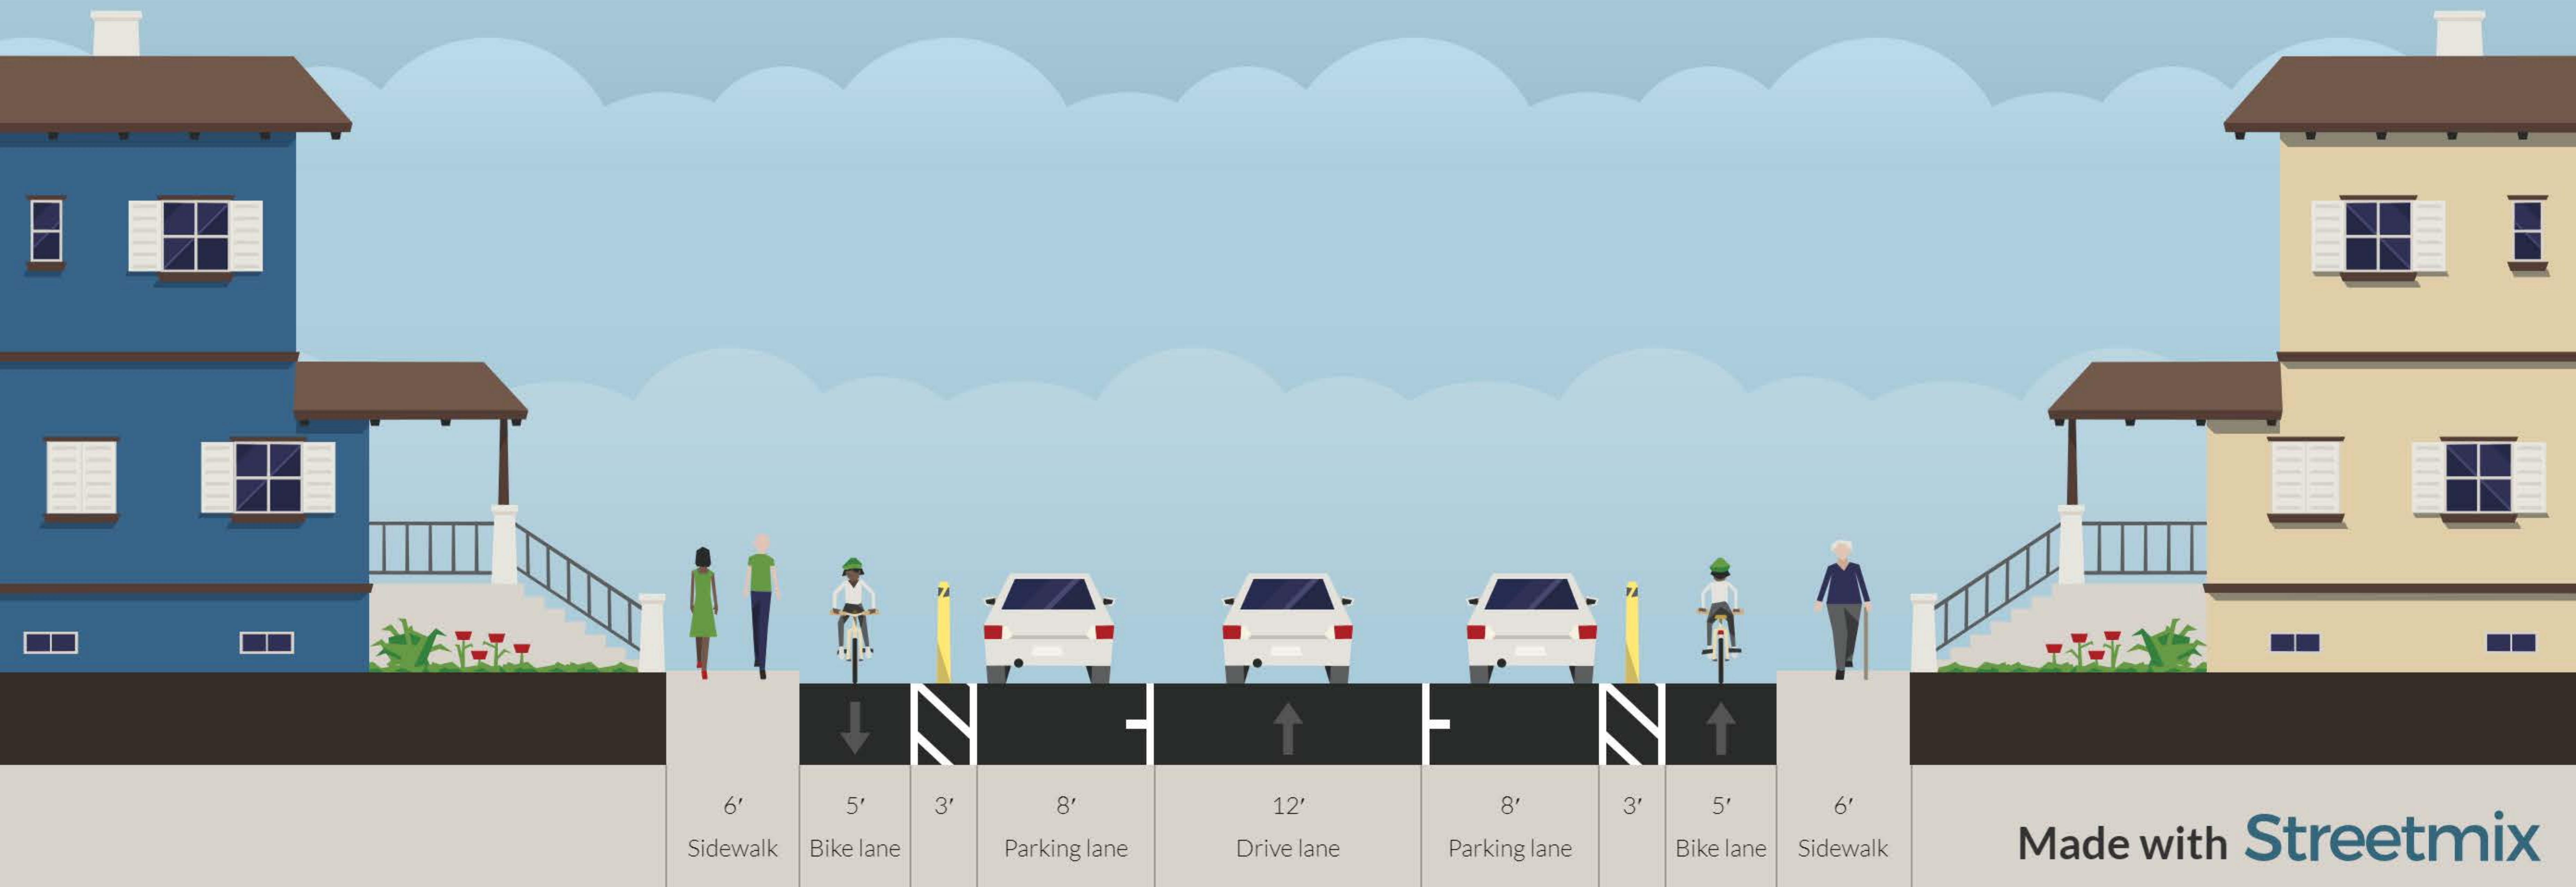 6′ 5′ 3′ 8′ 12′ 8′ 3′ 5′ 6′
Sidewalk Bike lane Parking lane Drive lane Parking lane Bike lane Sidewalk
Made with Streetmix